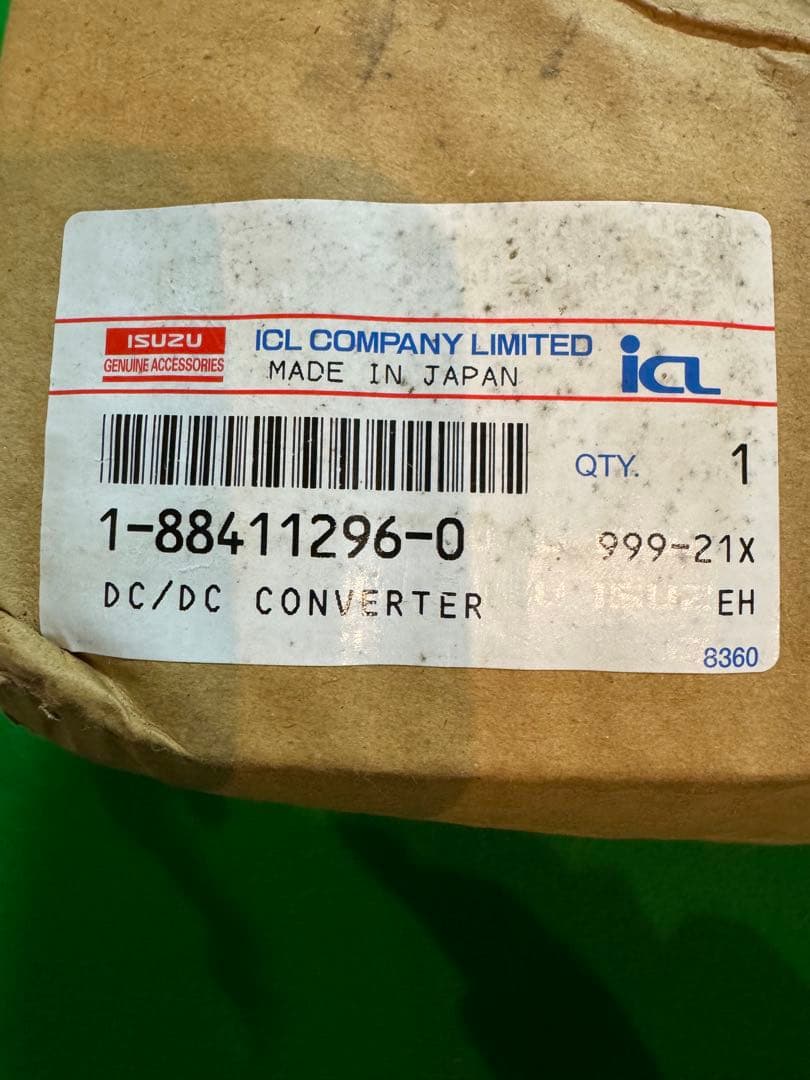 ISUZU
GENUINE ACCESSORIES
ICL COMPANY LIMITED
MADE IN JAPAN
icl
QTY. 1
1-88411296-0
999-21X
DC/DC CONVERTER
EH
8360